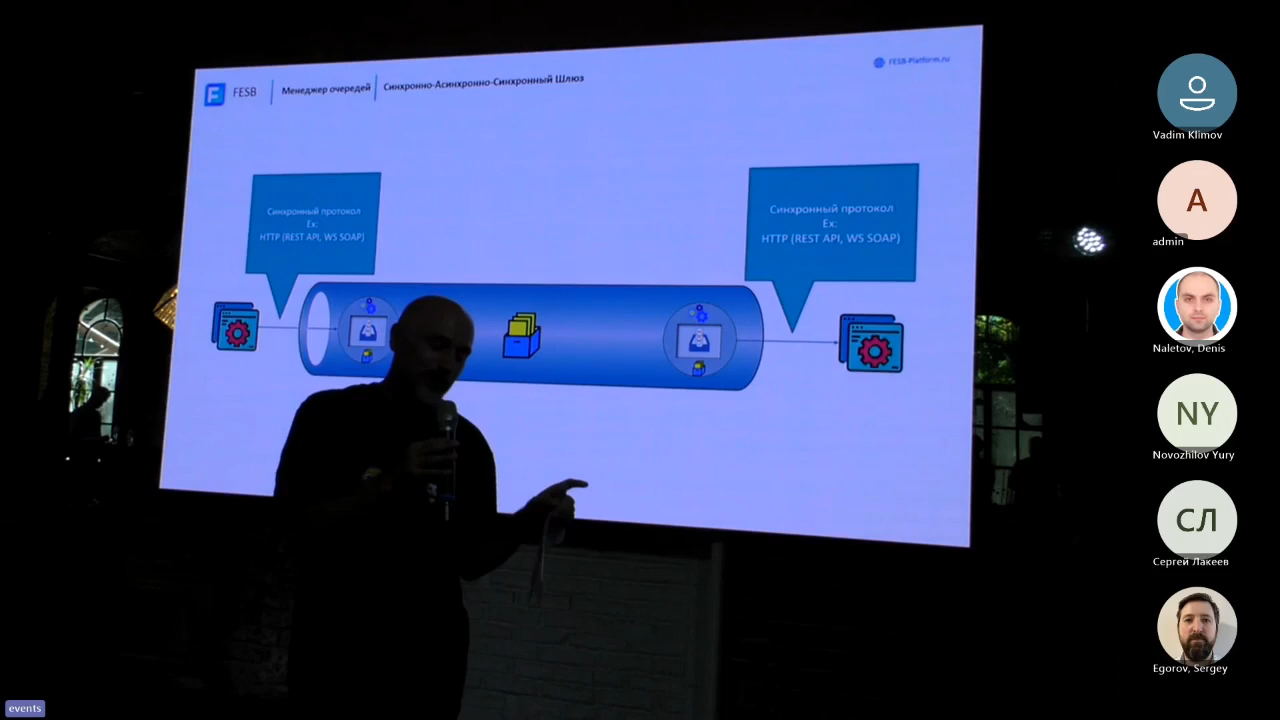 FESB
Менеджер очередей
Синхронно-Асинхронно-Синхронный Шлюз
FESB-Platform.ru
Синхронный протокол
Ex:
HTTP (REST API, WS SOAP)
Синхронный протокол
Ex:
HTTP (REST API, WS SOAP)
Vadim Klimov
A
admin
Naletov, Denis
NY
Novozhilov Yury
СЛ
Сергей Лакеев
Egorov, Sergey
events